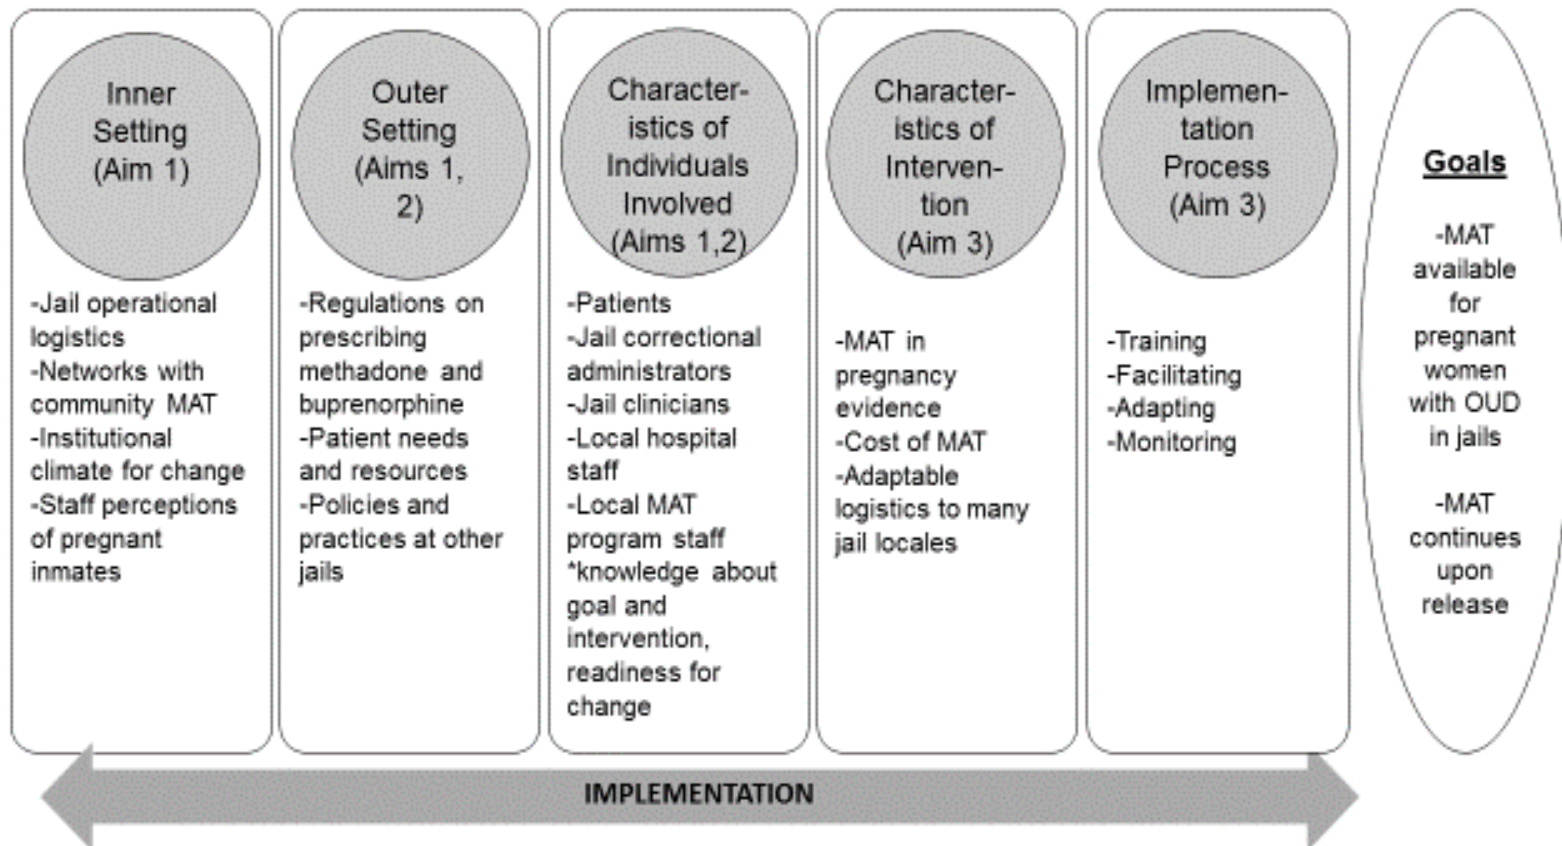 Inner
Setting
(Aim 1)
-Jail operational
logistics
-Networks with
community MAT
-Institutional
climate for change
-Staff perceptions
of pregnant
inmates
Outer
Setting
(Aims 1,
2)
-Regulations on
prescribing
methadone and
buprenorphine
-Patient needs
and resources
-Policies and
practices at other
jails
Character-
istics of
Individuals
Involved
(Aims 1,2)
-Patients
-Jail correctional
administrators
-Jail clinicians
-Local hospital
staff
-Local MAT
program staff
*knowledge about
goal and
intervention,
readiness for
change
Character-
istics of
Interven-
tion
(Aim 3)
-MAT in
pregnancy
evidence
-Cost of MAT
-Adaptable
logistics to many
jail locales
Implemen-
tation
Process
(Aim 3)
-Training
-Facilitating
-Adapting
-Monitoring
Goals
-MAT
available
for
pregnant
women
with OUD
in jails
-MAT
continues
upon
release
IMPLEMENTATION